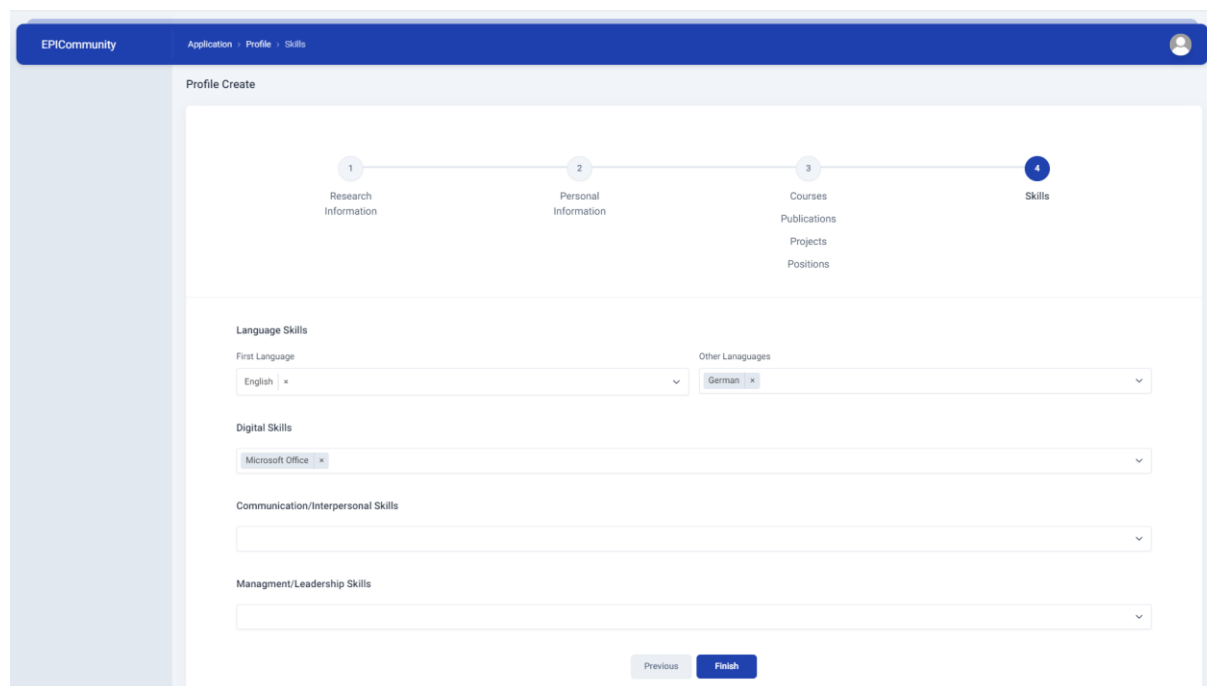 EPICommunity
Application > Profile > Skills
Profile Create
1
2
3
4
Research
Information
Personal
Information
Courses
Publications
Projects
Positions
Skills
Language Skills
First Language
Other Lanaguages
English ×
German ×
Digital Skills
Microsoft Office ×
Communication/Interpersonal Skills
Managment/Leadership Skills
Previous
Finish